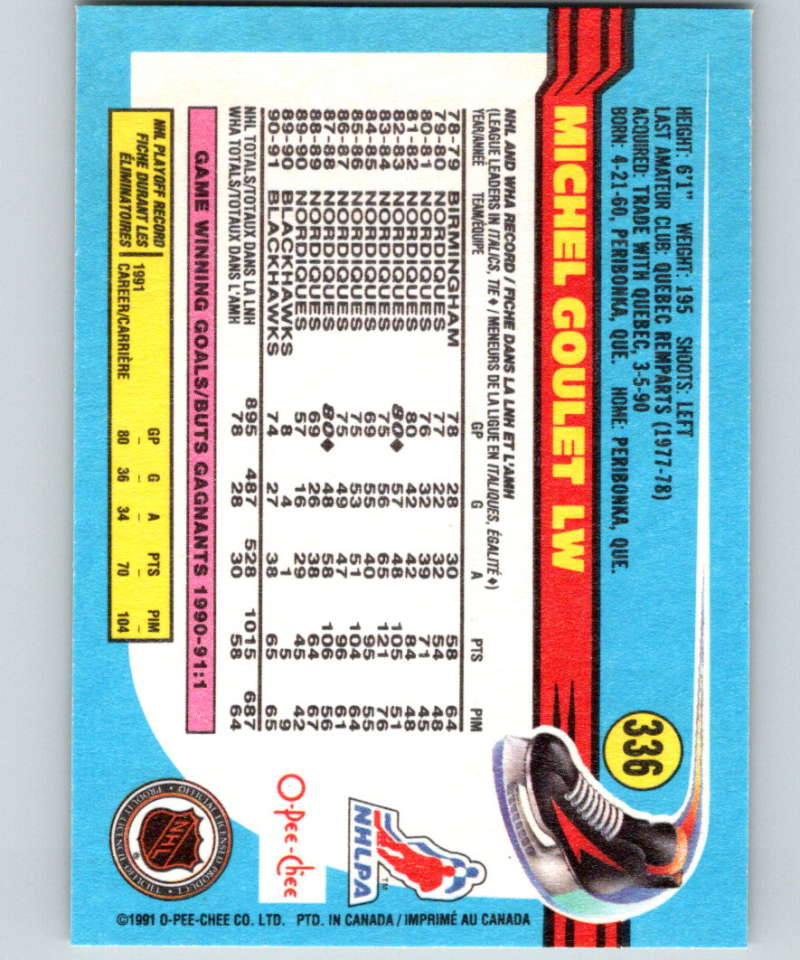 HEIGHT: 6'1" WEIGHT: 195 SHOOTS: LEFT
LAST AMATEUR CLUB: QUEBEC REMPARTS (1977-78)
ACQUIRED: TRADE WITH QUEBEC, 3-5-90
BORN: 4-21-60, PERIBONKA, QUE. HOME: PERIBONKA, QUE.
336
MICHEL GOULET LW
NHL AND WHA RECORD / FICHE DANS LA LNH ET L'AMH
(LEAGUE LEADERS IN ITALICS, TIE♦ / MENEURS DE LA LIGUE EN ITALIQUES, ÉGALITÉ♦)
YEAR/ANNÉE TEAM/ÉQUIPE GP G A PTS PIM
78-79 BIRMINGHAM 78 28 30 58 64
79-80 NORDIQUES 77 22 32 54 48
80-81 NORDIQUES 76 32 39 71 45
81-82 NORDIQUES 80 42 42 84 48
82-83 NORDIQUES 80♦ 57 48 105 51
83-84 NORDIQUES 75 56 65 121 76
84-85 NORDIQUES 69 55 40 95 55
85-86 NORDIQUES 75 53 51 104 64
86-87 NORDIQUES 75 49 47 96 61
87-88 NORDIQUES 80♦ 48 58 106 56
88-89 NORDIQUES 69 26 38 64 67
89-90 NORDIQUES 57 16 29 45 42
89-90 BLACKHAWKS 8 4 1 5 9
90-91 BLACKHAWKS 74 27 38 65 65
NHL TOTALS/TOTAUX DANS LA LNH 895 487 528 1015 687
WHA TOTALS/TOTAUX DANS L'AMH 78 28 30 58 64
GAME WINNING GOALS/BUTS GAGNANTS 1990-91:1
NHL PLAYOFF RECORD
FICHE DURANT LES
ÉLIMINATOIRES
GP G A PTS PIM
1991 – – – – –
CAREER/CARRIÈRE 80 36 34 70 104
NHLPA
TM
O-Pee-Chee
NHL
©1991 O-PEE-CHEE CO. LTD. PTD. IN CANADA / IMPRIMÉ AU CANADA